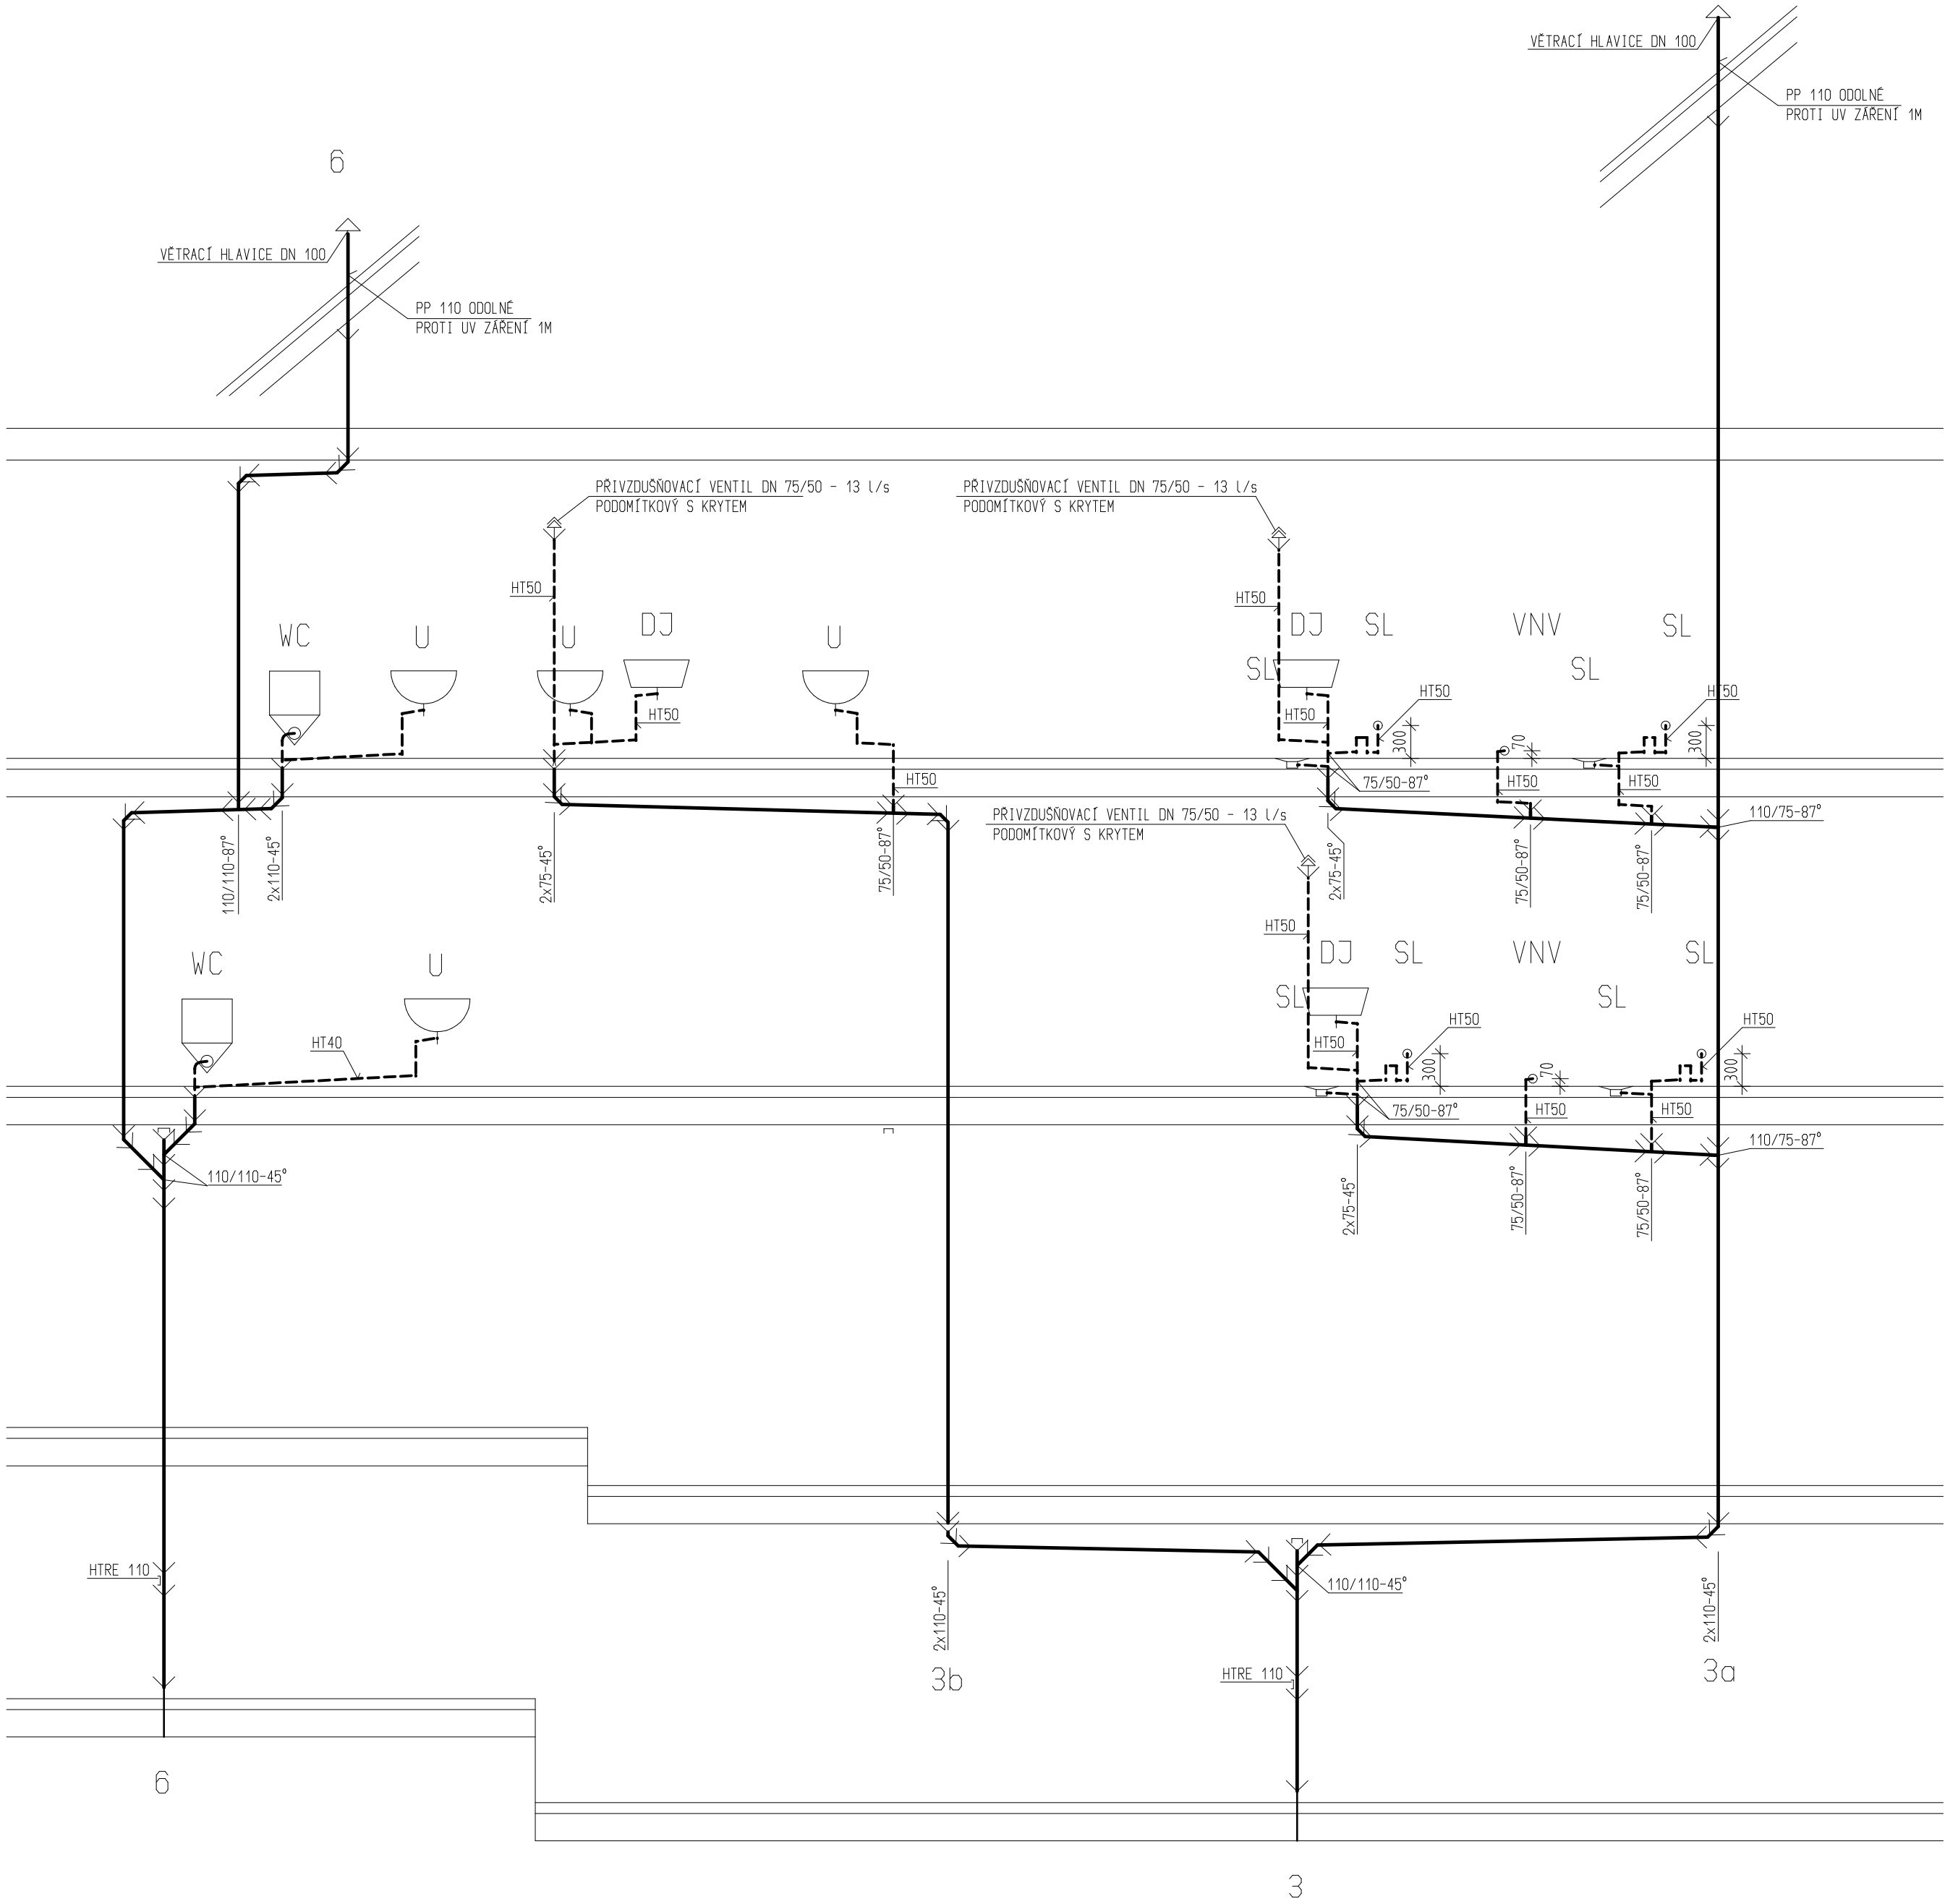 VĚTRACÍ HLAVICE DN 100
PP 110 ODOLNÉ
PROTI UV ZÁŘENÍ 1M
6
VĚTRACÍ HLAVICE DN 100
PP 110 ODOLNÉ
PROTI UV ZÁŘENÍ 1M
PŘIVZDUŠŇOVACÍ VENTIL DN 75/50 - 13 l/s
PODOMÍTKOVÝ S KRYTEM
PŘIVZDUŠŇOVACÍ VENTIL DN 75/50 - 13 l/s
PODOMÍTKOVÝ S KRYTEM
HT50
HT50
WC
U
U
DJ
U
DJ
SL
VNV
SL
SL
SL
HT50
HT50
HT50
HT50
300
70
300
HT50
75/50-87°
HT50
HT50
110/75-87°
PŘIVZDUŠŇOVACÍ VENTIL DN 75/50 - 13 l/s
PODOMÍTKOVÝ S KRYTEM
110/110-87°
2x110-45°
2x75-45°
75/50-87°
2x75-45°
75/50-87°
75/50-87°
HT50
WC
U
DJ
SL
VNV
SL
SL
SL
HT40
HT50
HT50
HT50
300
70
300
75/50-87°
HT50
HT50
110/75-87°
110/110-45°
2x75-45°
75/50-87°
75/50-87°
HTRE 110
110/110-45°
2x110-45°
2x110-45°
3b
HTRE 110
3a
6
3